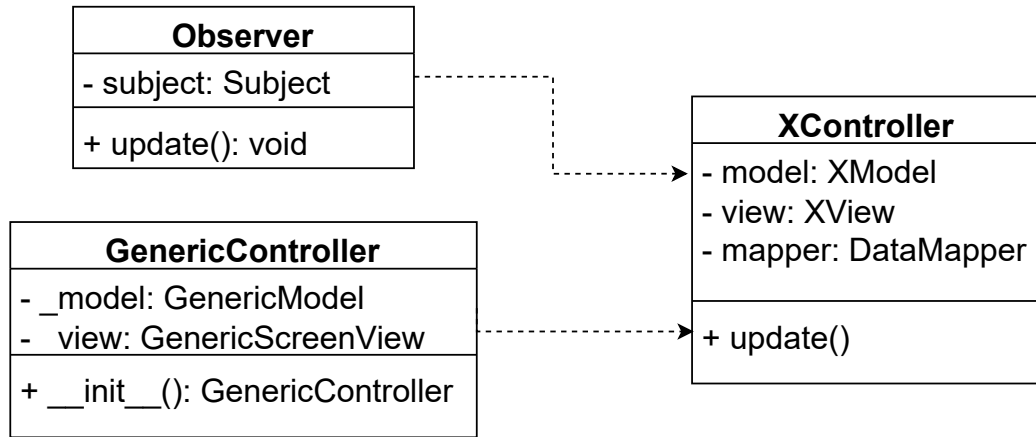 Observer
- subject: Subject
+ update(): void
GenericController
- _model: GenericModel
- _view: GenericScreenView
+ __init__(): GenericController
XController
- model: XModel
- view: XView
- mapper: DataMapper
+ update()